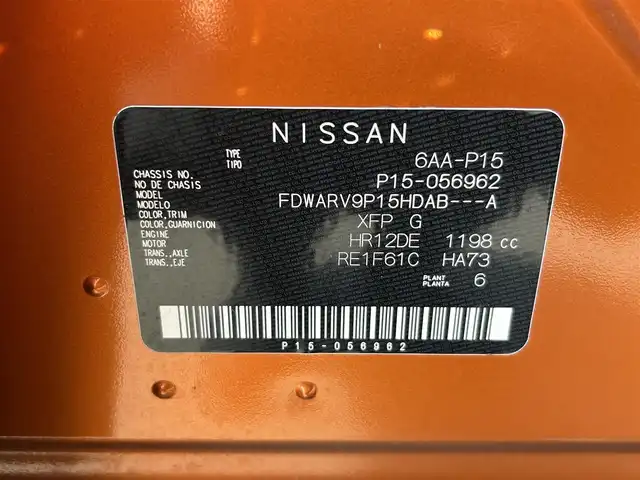 NISSAN
TYPE 6AA-P15
TIPO
CHASSIS NO. P15-056962
NO DE CHASSIS
MODEL FDWARV9P15HDAB---A
MODELO
COLOR,TRIM XFP G
COLOR,GUARNICION
ENGINE HR12DE 1198 cc
MOTOR
TRANS.,AXLE RE1F61C HA73
TRANS.,EJE
PLANT 6
PLANTA
P15-056962